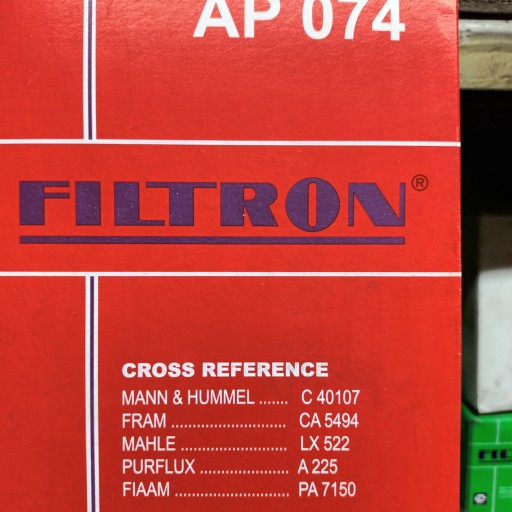 AP 074
FILTRON®
CROSS REFERENCE
MANN & HUMMEL ....... C 40107
FRAM ............................ CA 5494
MAHLE .......................... LX 522
PURFLUX ...................... A 225
FIAAM ............................ PA 7150